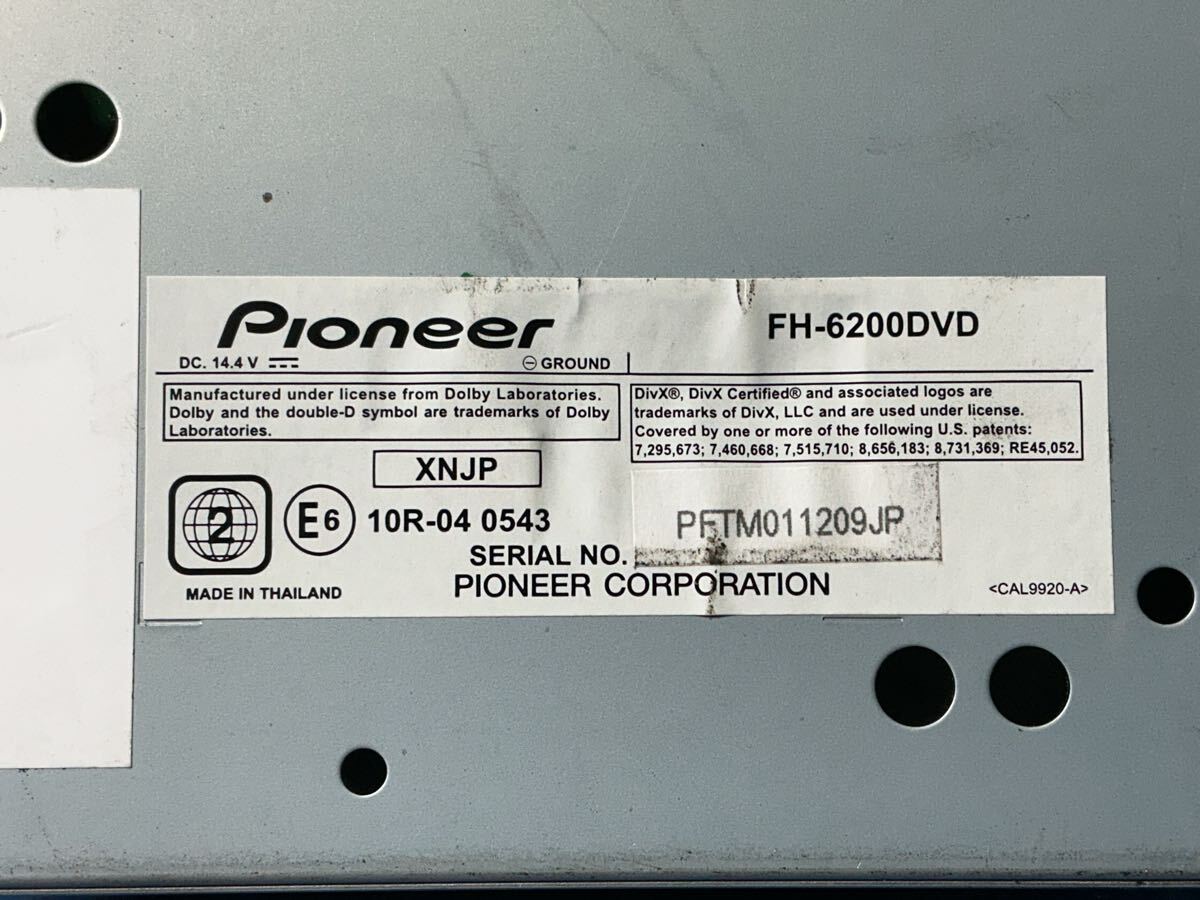 Pioneer
FH-6200DVD
DC. 14.4 V
GROUND
Manufactured under license from Dolby Laboratories.
Dolby and the double-D symbol are trademarks of Dolby
Laboratories.
DivX®, DivX Certified® and associated logos are
trademarks of DivX, LLC and are used under license.
Covered by one or more of the following U.S. patents:
7,295,673; 7,460,668; 7,515,710; 8,656,183; 8,731,369; RE45,052.
XNJP
2
E6
10R-04 0543
SERIAL NO.
PFTM011209JP
MADE IN THAILAND
PIONEER CORPORATION
<CAL9920-A>